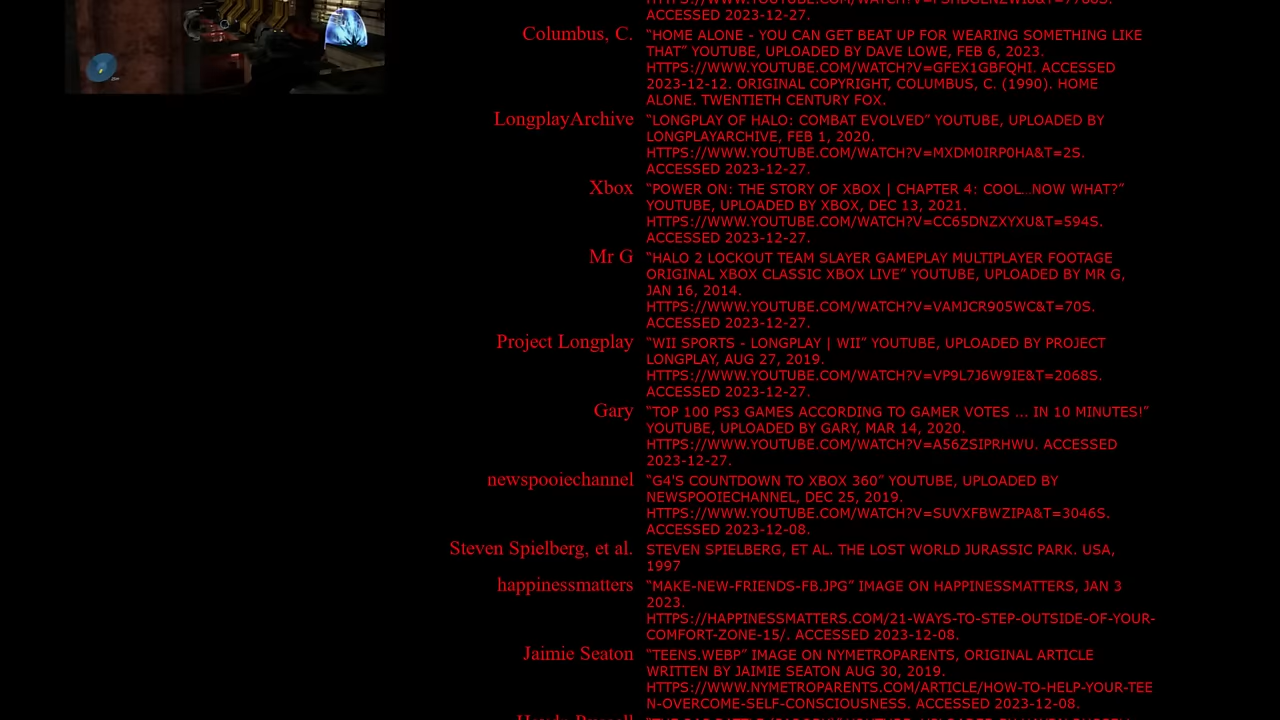 ACCESSED 2023-12-27.
Columbus, C. "HOME ALONE - YOU CAN GET BEAT UP FOR WEARING SOMETHING LIKE
THAT" YOUTUBE, UPLOADED BY DAVE LOWE, FEB 6, 2023.
HTTPS://WWW.YOUTUBE.COM/WATCH?V=GFEX1GBFQHI. ACCESSED
2023-12-12. ORIGINAL COPYRIGHT, COLUMBUS, C. (1990). HOME
ALONE. TWENTIETH CENTURY FOX.
LongplayArchive "LONGPLAY OF HALO: COMBAT EVOLVED" YOUTUBE, UPLOADED BY
LONGPLAYARCHIVE, FEB 1, 2020.
HTTPS://WWW.YOUTUBE.COM/WATCH?V=MXDM0IRP0HA&T=2S.
ACCESSED 2023-12-27.
Xbox "POWER ON: THE STORY OF XBOX | CHAPTER 4: COOL...NOW WHAT?"
YOUTUBE, UPLOADED BY XBOX, DEC 13, 2021.
HTTPS://WWW.YOUTUBE.COM/WATCH?V=CC65DNZXYXU&T=594S.
ACCESSED 2023-12-27.
Mr G "HALO 2 LOCKOUT TEAM SLAYER GAMEPLAY MULTIPLAYER FOOTAGE
ORIGINAL XBOX CLASSIC XBOX LIVE" YOUTUBE, UPLOADED BY MR G,
JAN 16, 2014.
HTTPS://WWW.YOUTUBE.COM/WATCH?V=VAMJCR905WC&T=70S.
ACCESSED 2023-12-27.
Project Longplay "WII SPORTS - LONGPLAY | WII" YOUTUBE, UPLOADED BY PROJECT
LONGPLAY, AUG 27, 2019.
HTTPS://WWW.YOUTUBE.COM/WATCH?V=VP9L7J6W9IE&T=2068S.
ACCESSED 2023-12-27.
Gary "TOP 100 PS3 GAMES ACCORDING TO GAMER VOTES ... IN 10 MINUTES!"
YOUTUBE, UPLOADED BY GARY, MAR 14, 2020.
HTTPS://WWW.YOUTUBE.COM/WATCH?V=A56ZSIPRHWU. ACCESSED
2023-12-27.
newspooiechannel "G4'S COUNTDOWN TO XBOX 360" YOUTUBE, UPLOADED BY
NEWSPOOIECHANNEL, DEC 25, 2019.
HTTPS://WWW.YOUTUBE.COM/WATCH?V=SUVXFBWZIPA&T=3046S.
ACCESSED 2023-12-08.
Steven Spielberg, et al. STEVEN SPIELBERG, ET AL. THE LOST WORLD JURASSIC PARK. USA,
1997
happinessmatters "MAKE-NEW-FRIENDS-FB.JPG" IMAGE ON HAPPINESSMATTERS, JAN 3
2023.
HTTPS://HAPPINESSMATTERS.COM/21-WAYS-TO-STEP-OUTSIDE-OF-YOUR-
COMFORT-ZONE-15/. ACCESSED 2023-12-08.
Jaimie Seaton "TEENS.WEBP" IMAGE ON NYMETROPARENTS, ORIGINAL ARTICLE
WRITTEN BY JAIMIE SEATON AUG 30, 2019.
HTTPS://WWW.NYMETROPARENTS.COM/ARTICLE/HOW-TO-HELP-YOUR-TEE
N-OVERCOME-SELF-CONSCIOUSNESS. ACCESSED 2023-12-08.